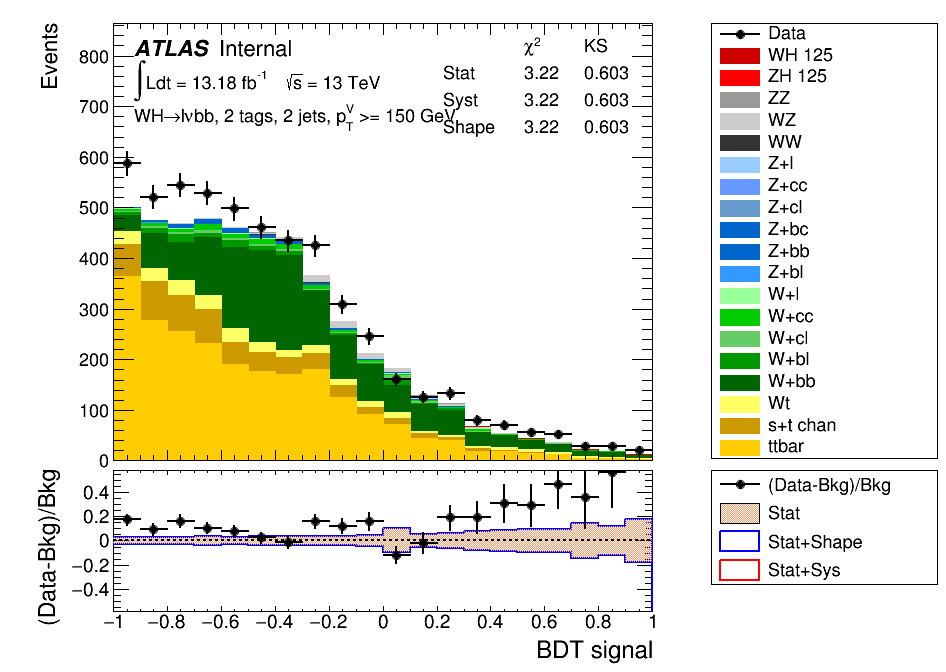 Events
800
700
600
500
400
300
200
100
0
ATLAS Internal
∫Ldt = 13.18 fb⁻¹ √s = 13 TeV
WH→lνbb, 2 tags, 2 jets, p_T^V >= 150 GeV
χ² KS
Stat 3.22 0.603
Syst 3.22 0.603
Shape 3.22 0.603
Data
WH 125
ZH 125
ZZ
WZ
WW
Z+l
Z+cc
Z+cl
Z+bc
Z+bb
Z+bl
W+l
W+cc
W+cl
W+bl
W+bb
Wt
s+t chan
ttbar
(Data-Bkg)/Bkg
0.4
0.2
0
−0.2
−0.4
−1 −0.8 −0.6 −0.4 −0.2 0 0.2 0.4 0.6 0.8 1
BDT signal
(Data-Bkg)/Bkg
Stat
Stat+Shape
Stat+Sys